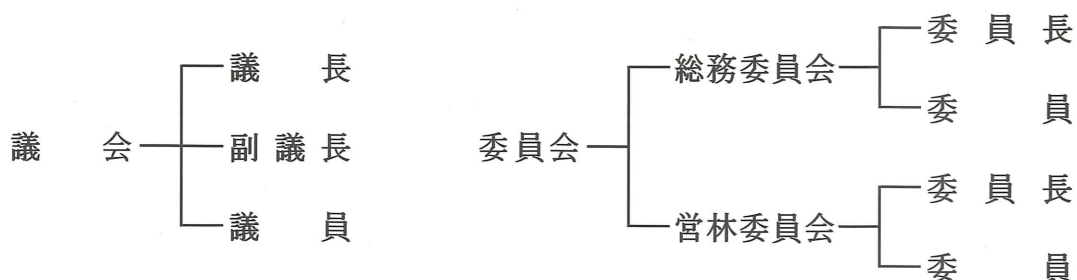 議会
議長
副議長
議員
委員会
総務委員会
委員長
委員
営林委員会
委員長
委員